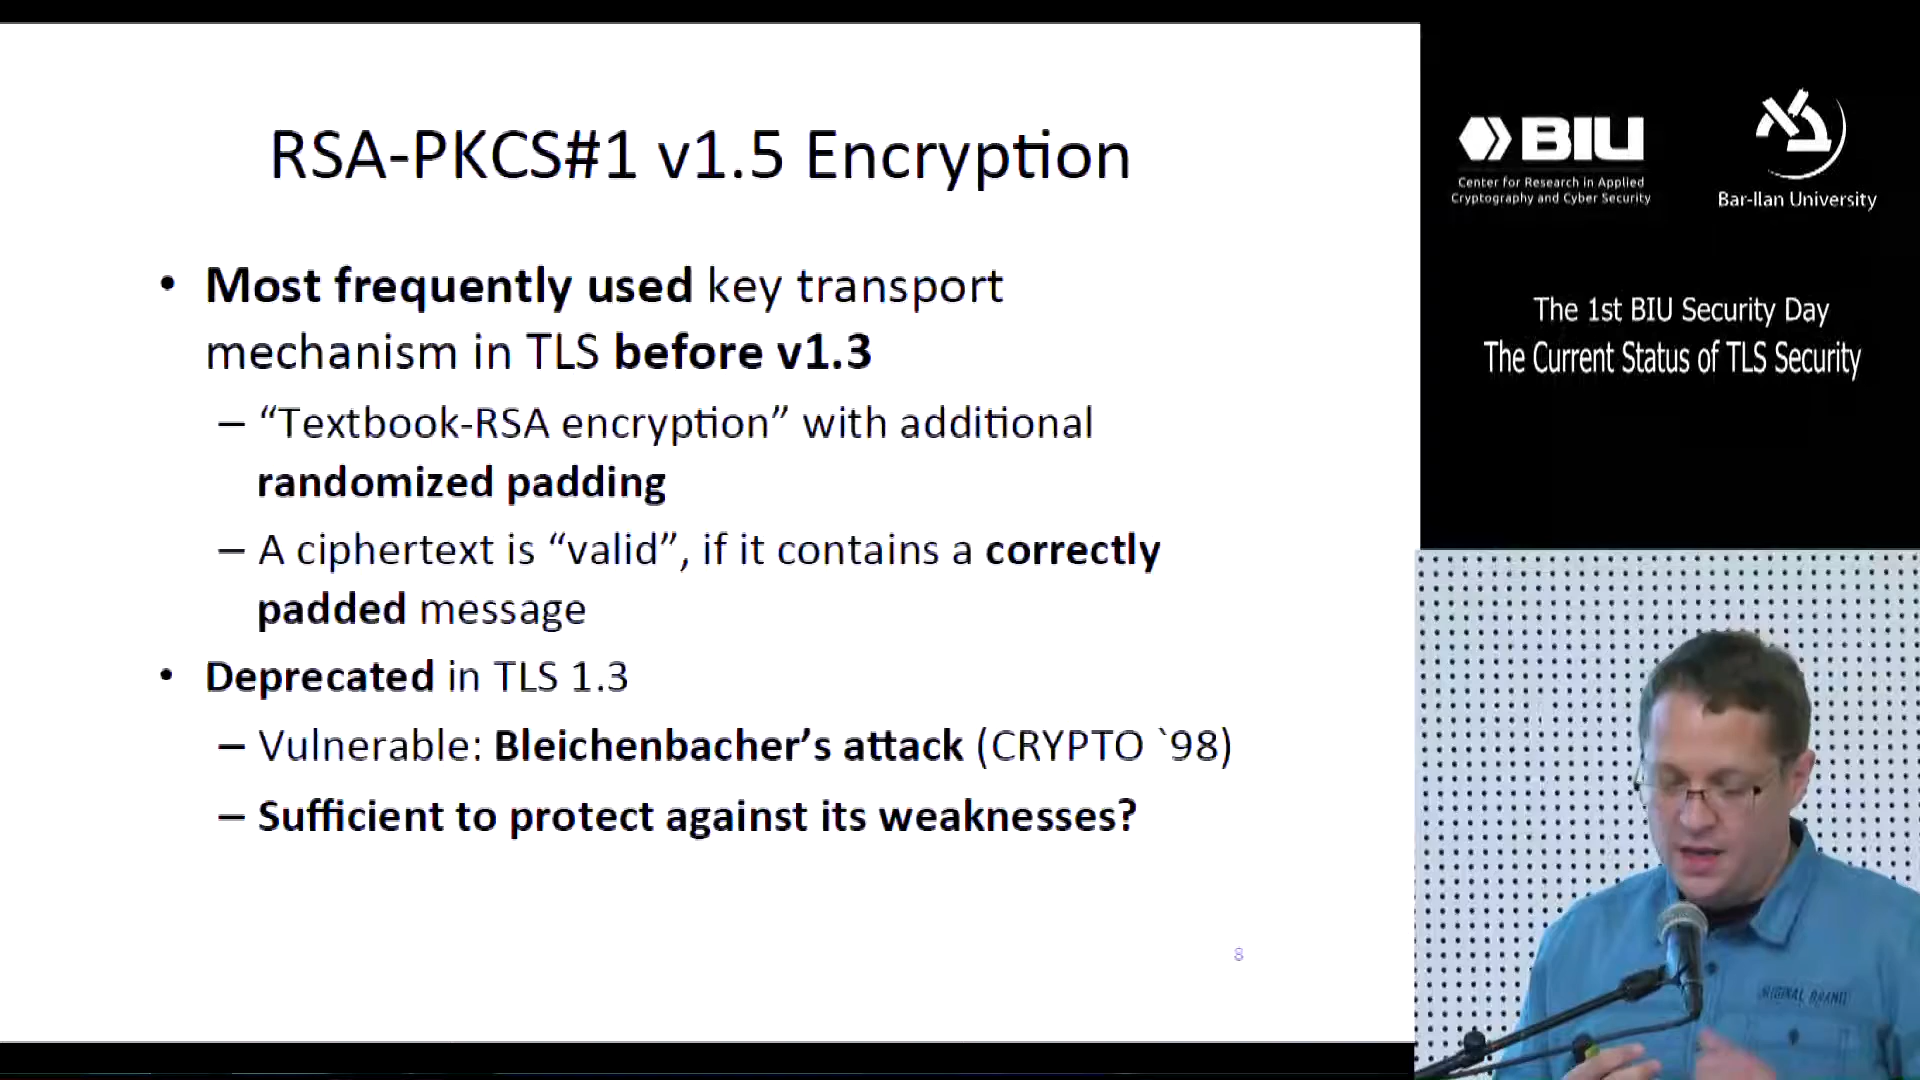 RSA-PKCS#1 v1.5 Encryption
• Most frequently used key transport
mechanism in TLS before v1.3
– “Textbook-RSA encryption” with additional
randomized padding
– A ciphertext is “valid”, if it contains a correctly
padded message
• Deprecated in TLS 1.3
– Vulnerable: Bleichenbacher’s attack (CRYPTO `98)
– Sufficient to protect against its weaknesses?
8
BIU
Center for Research in Applied
Cryptography and Cyber Security
Bar-Ilan University
The 1st BIU Security Day
The Current Status of TLS Security
ORIGINAL BRAND